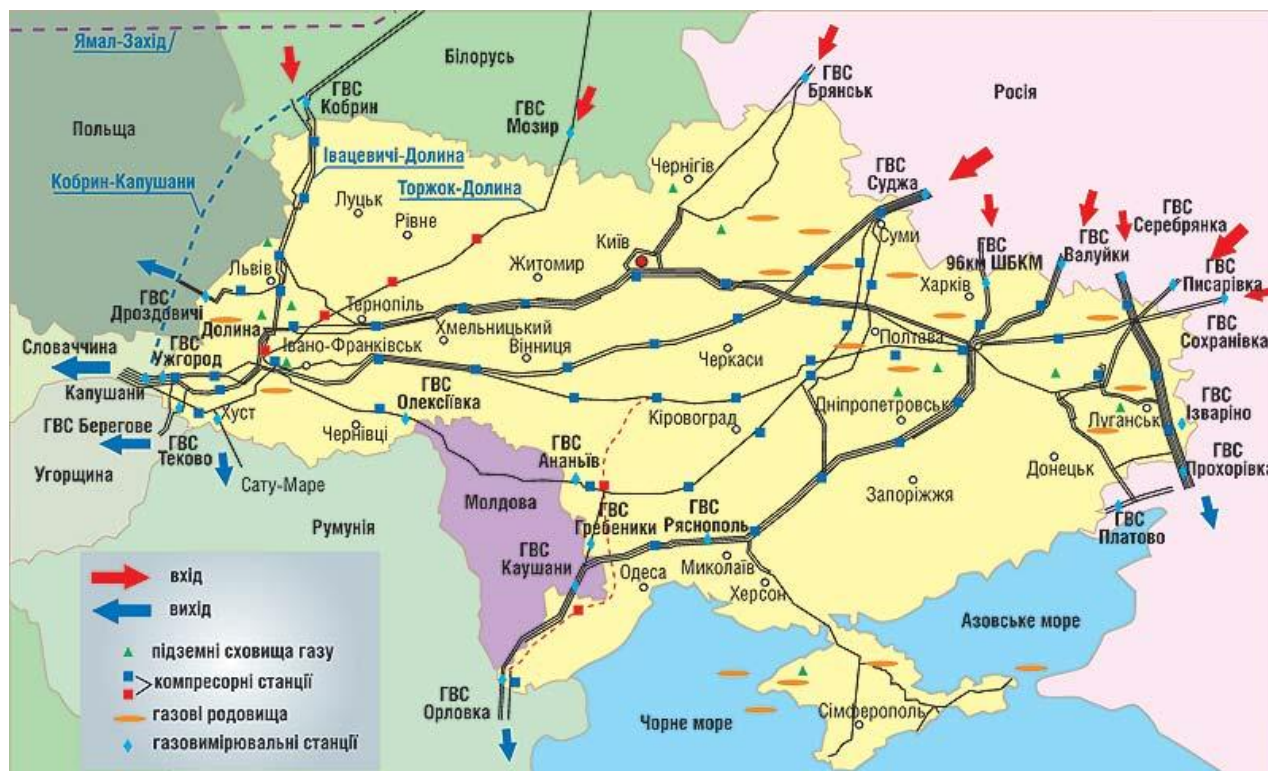 Ямал-Захід
Білорусь
ГВС
Брянськ
Росія
ГВС
Кобрин
Польща
ГВС
Мозир
Івацевичі-Долина
Чернігів
ГВС
Суджа
Кобрин-Капушани
Луцьк
Торжок-Долина
Рівне
ГВС
Серебрянка
Київ
Суми
ГВС
96км ШБКМ
ГВС
Валуйки
Житомир
Львів
Харків
ГВС
Писарівка
ГВС
Дроздавичі
Тернопіль
Долина
Хмельницький
Полтава
ГВС
Сохранівка
Словаччина
ГВС
Ужгород
Івано-Франківськ
Вінниця
Черкаси
Капушани
ГВС
Олексіївка
Дніпропетровськ
ГВС
Ізваріно
Хуст
Кіровоград
Луганськ
ГВС Берегове
Чернівці
ГВС
Теково
ГВС
Ананьїв
Донецьк
ГВС
Прохорівка
Угорщина
Сату-Маре
Запоріжжя
Молдова
Румунія
ГВС
Гребеники
ГВС
Рясnополь
ГВС
Платово
ГВС
Каушани
Одеса
Миколаїв
Херсон
вхід
вихід
Азовське море
підземні сховища газу
компресорні станції
газові родовища
газовимірювальні станції
ГВС
Орловка
Чорне море
Сімферополь